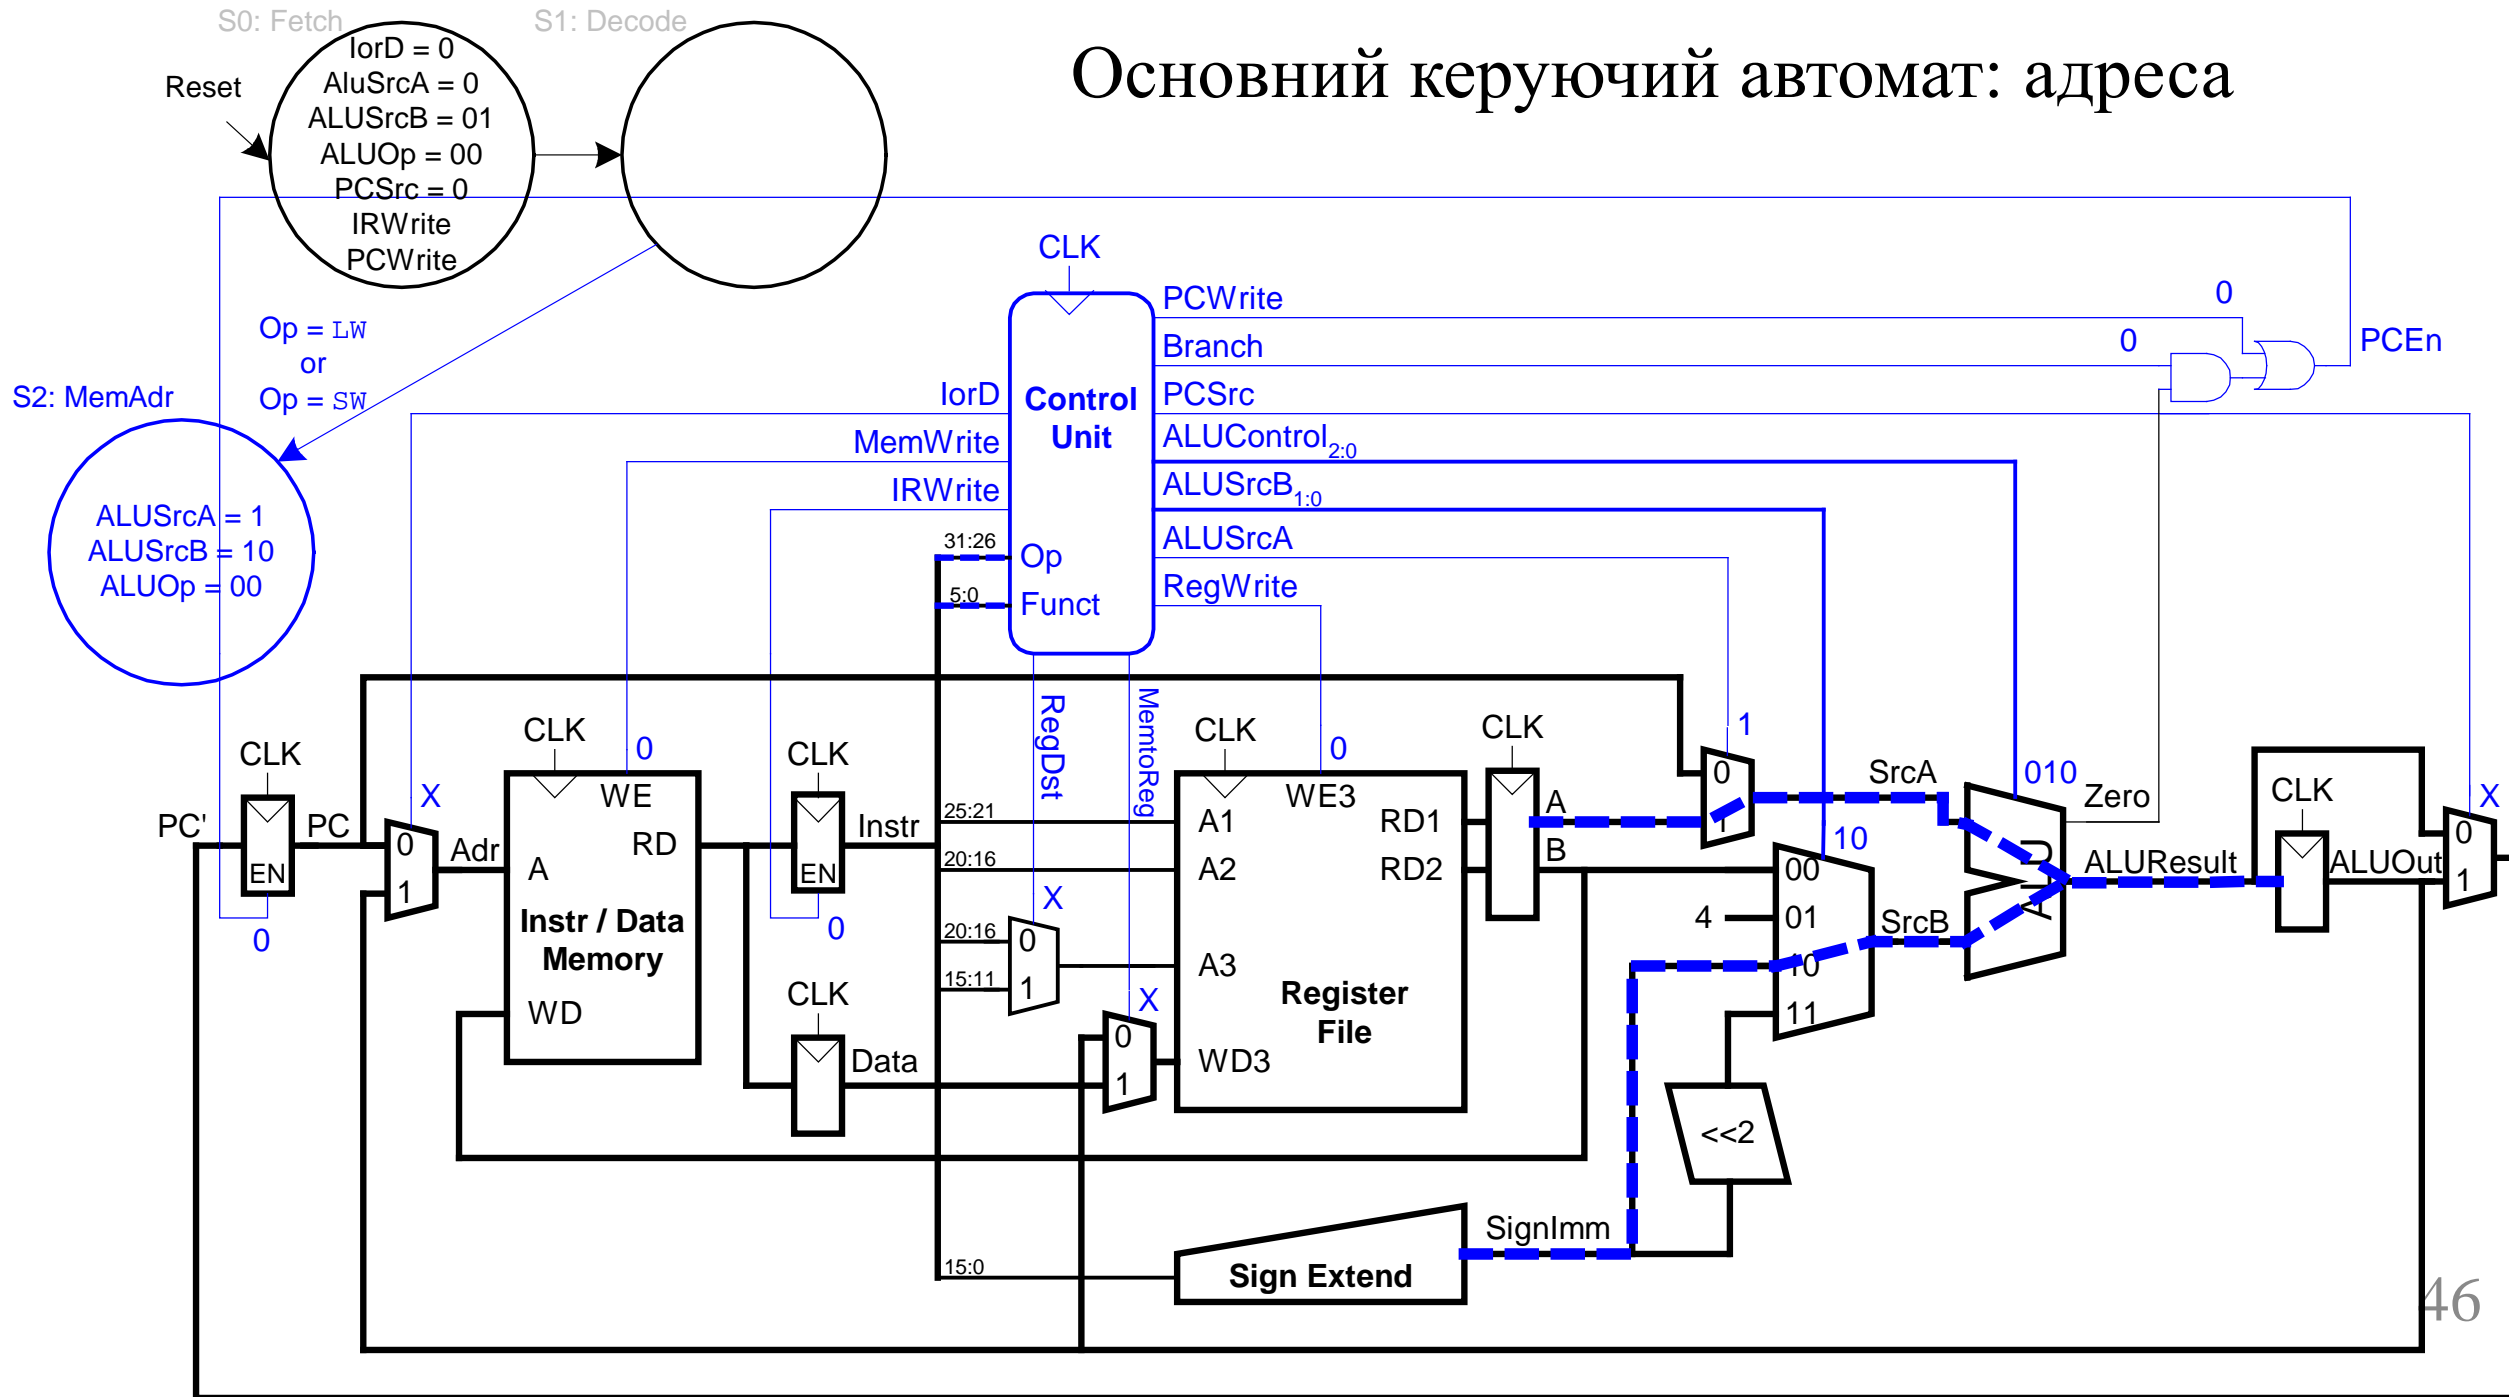 Основний керуючий автомат: адреса
S0: Fetch
S1: Decode
Reset
IorD = 0
AluSrcA = 0
ALUSrcB = 01
ALUOp = 00
PCSrc = 0
IRWrite
PCWrite
Op = LW
or
Op = SW
S2: MemAdr
ALUSrcA = 1
ALUSrcB = 10
ALUOp = 00
CLK
PCWrite
0
Branch
0
PCEn
IorD
Control
Unit
PCSrc
MemWrite
ALUControl2:0
IRWrite
ALUSrcB1:0
31:26
Op
ALUSrcA
5:0
Funct
RegWrite
RegDst
MemtoReg
CLK
CLK
0
CLK
CLK
0
CLK
1
SrcA
010
Zero
CLK
X
PC'
EN
0
PC
X
0
1
Adr
WE
A
RD
Instr / Data
Memory
WD
EN
0
Instr
25:21
20:16
X
20:16
0
15:11
1
CLK
Data
X
0
1
WE3
A1
RD1
A2
RD2
A3
Register
File
WD3
A
B
0
1
10
00
4
01
10
11
SrcB
ALU
ALUResult
ALUOut
0
1
<<2
SignImm
15:0
Sign Extend
46